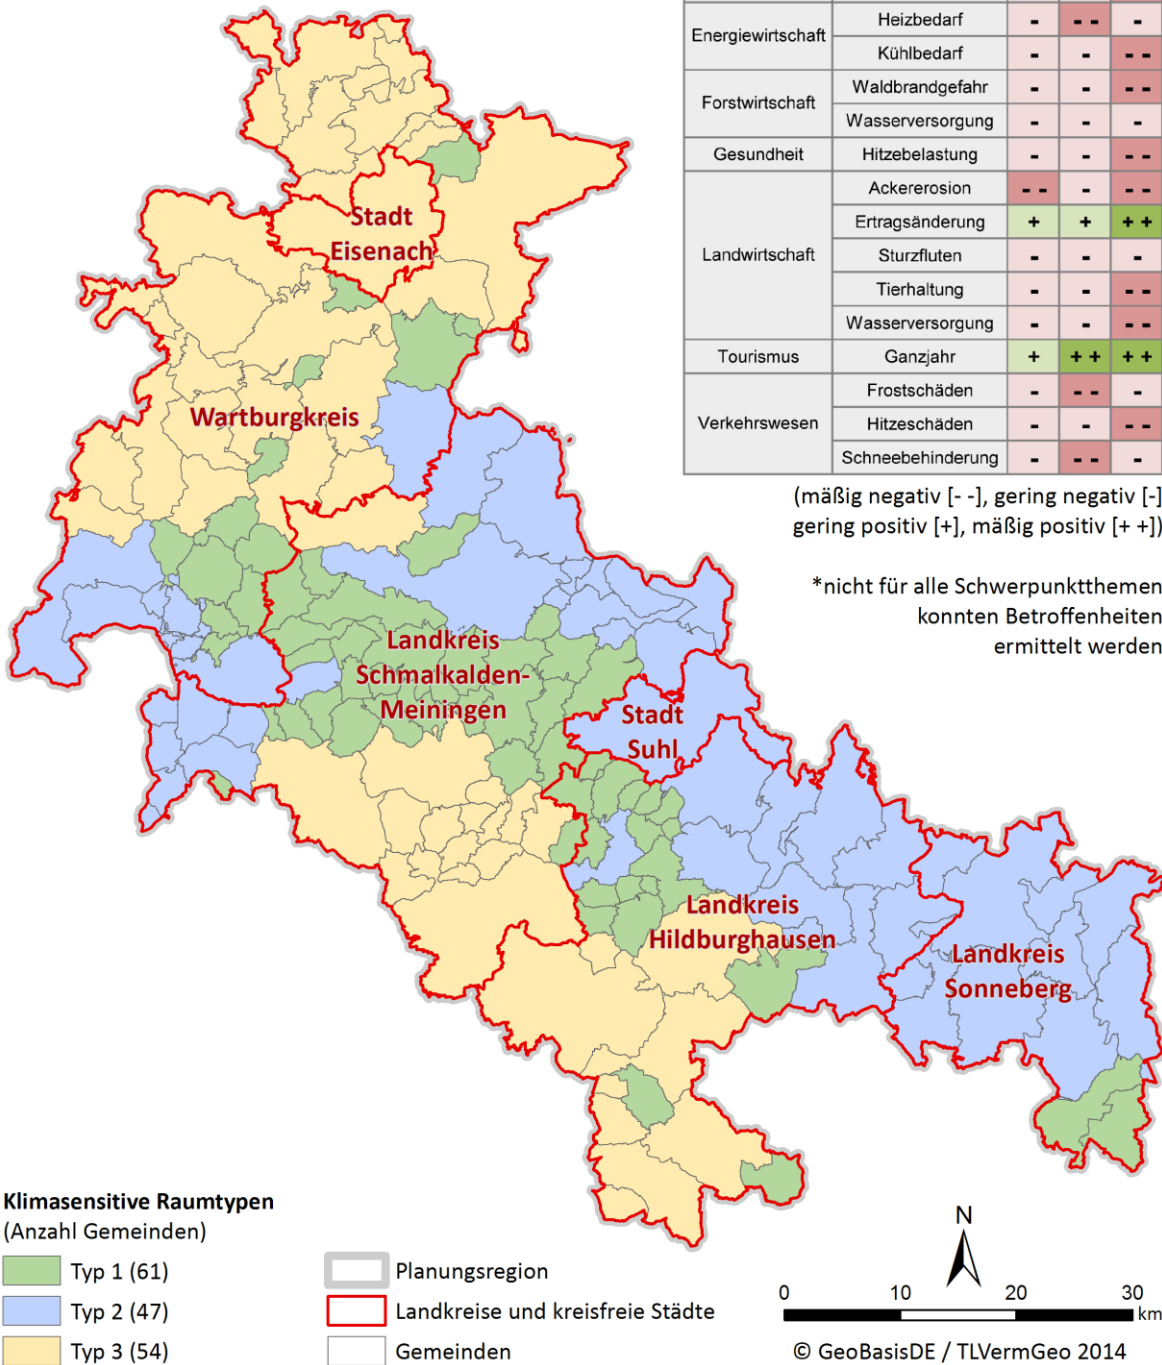 Energiewirtschaft
Heizbedarf - - - -
Kühlbedarf - - - -
Forstwirtschaft
Waldbrandgefahr - - - -
Wasserversorgung - - -
Gesundheit Hitzebelastung - - - -
Landwirtschaft
Ackererosion - - - - -
Ertragsänderung + + + +
Sturzfluten - - -
Tierhaltung - - - -
Wasserversorgung - - - -
Tourismus Ganzjahr + + + + +
Verkehrswesen
Frostschäden - - - -
Hitzeschäden - - - -
Schneebehinderung - - - -
(mäßig negativ [- -], gering negativ [-]
gering positiv [+], mäßig positiv [+ +])
*nicht für alle Schwerpunktthemen
konnten Betroffenheiten
ermittelt werden
Stadt
Eisenach
Wartburgkreis
Landkreis
Schmalkalden-
Meiningen
Stadt
Suhl
Landkreis
Hildburghausen
Landkreis
Sonneberg
Klimasensitive Raumtypen
(Anzahl Gemeinden)
Typ 1 (61)
Typ 2 (47)
Typ 3 (54)
Planungsregion
Landkreise und kreisfreie Städte
Gemeinden
N
0 10 20 30
km
© GeoBasisDE / TLVermGeo 2014